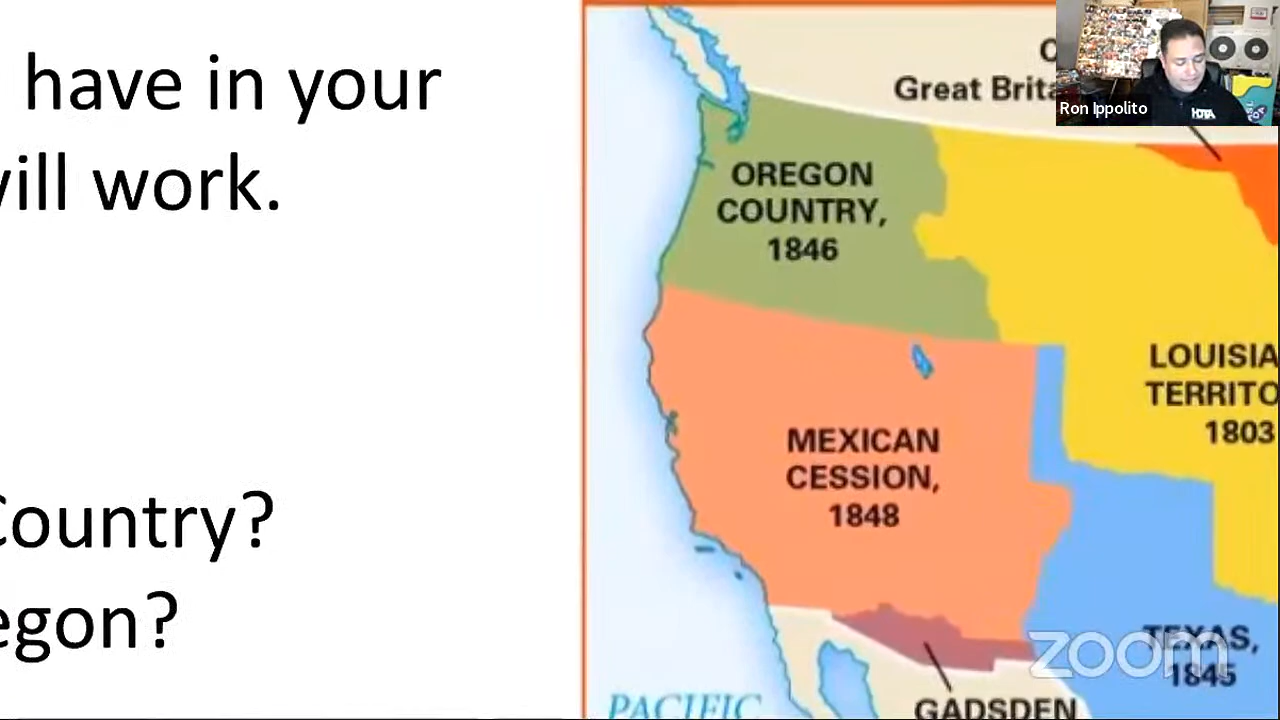 have in your
will work.
Country?
egon?
Great Brita
Ron Ippolito
OREGON
COUNTRY,
1846
LOUISIA
TERRITO
1803
MEXICAN
CESSION,
1848
TEXAS,
1845
zoom
PACIFIC
GADSDEN